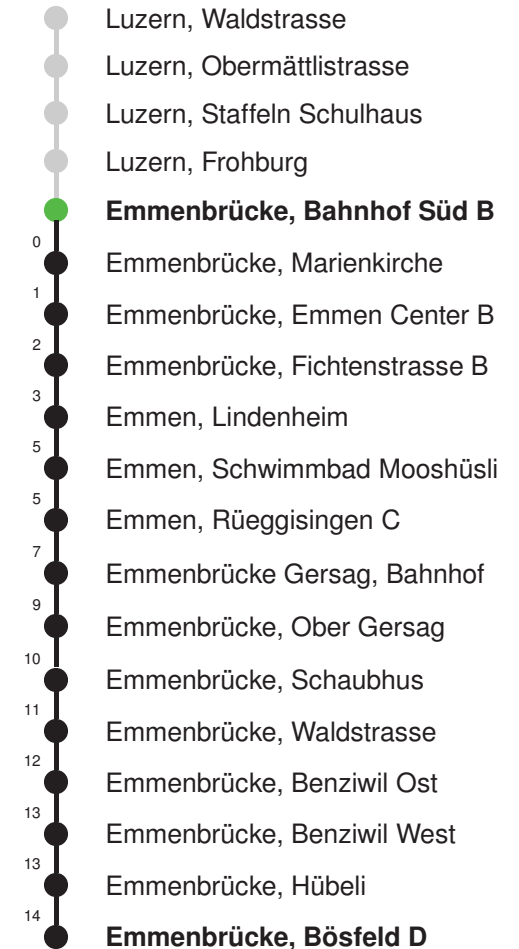 Luzern, Waldstrasse
Luzern, Obermättlistrasse
Luzern, Staffeln Schulhaus
Luzern, Frohburg
Emmenbrücke, Bahnhof Süd B
0 Emmenbrücke, Marienkirche
1 Emmenbrücke, Emmen Center B
2 Emmenbrücke, Fichtenstrasse B
3 Emmen, Lindenheim
5 Emmen, Schwimmbad Mooshüsli
5 Emmen, Rüeggisingen C
7 Emmenbrücke Gersag, Bahnhof
9 Emmenbrücke, Ober Gersag
10 Emmenbrücke, Schaubhus
11 Emmenbrücke, Waldstrasse
12 Emmenbrücke, Benziwil Ost
13 Emmenbrücke, Benziwil West
13 Emmenbrücke, Hübeli
14 Emmenbrücke, Bösfeld D